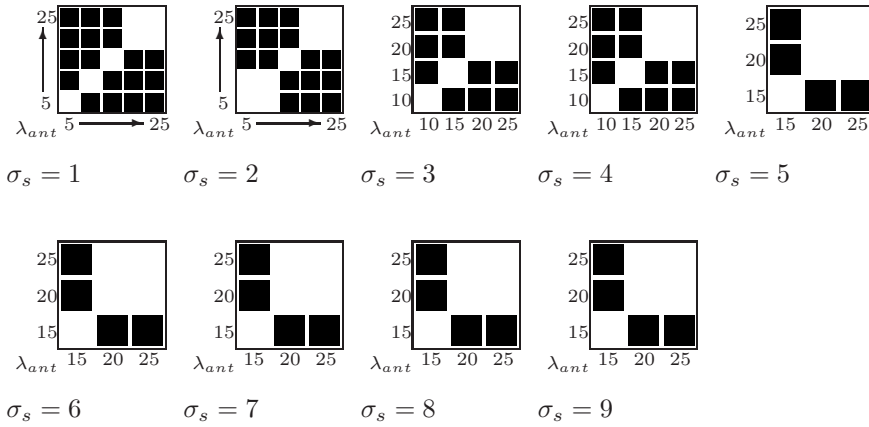 25 25 25 25 25
20 20 20
15 15
5 5 10 10 15
λant 5 25 λant 5 25 λant 10 15 20 25 λant 10 15 20 25 λant 15 20 25
σs = 1 σs = 2 σs = 3 σs = 4 σs = 5
25 25 25 25
20 20 20 20
15 15 15 15
λant 15 20 25 λant 15 20 25 λant 15 20 25 λant 15 20 25
σs = 6 σs = 7 σs = 8 σs = 9